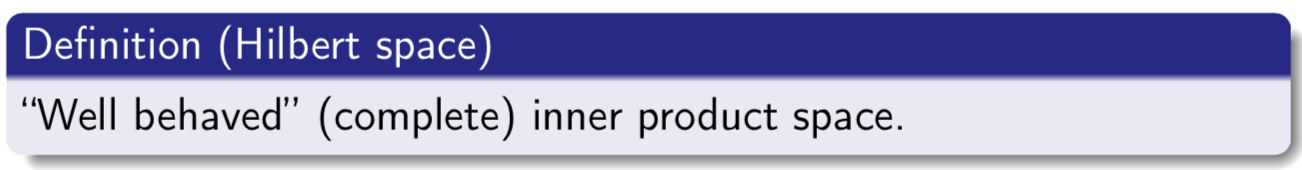 Definition (Hilbert space)
“Well behaved” (complete) inner product space.